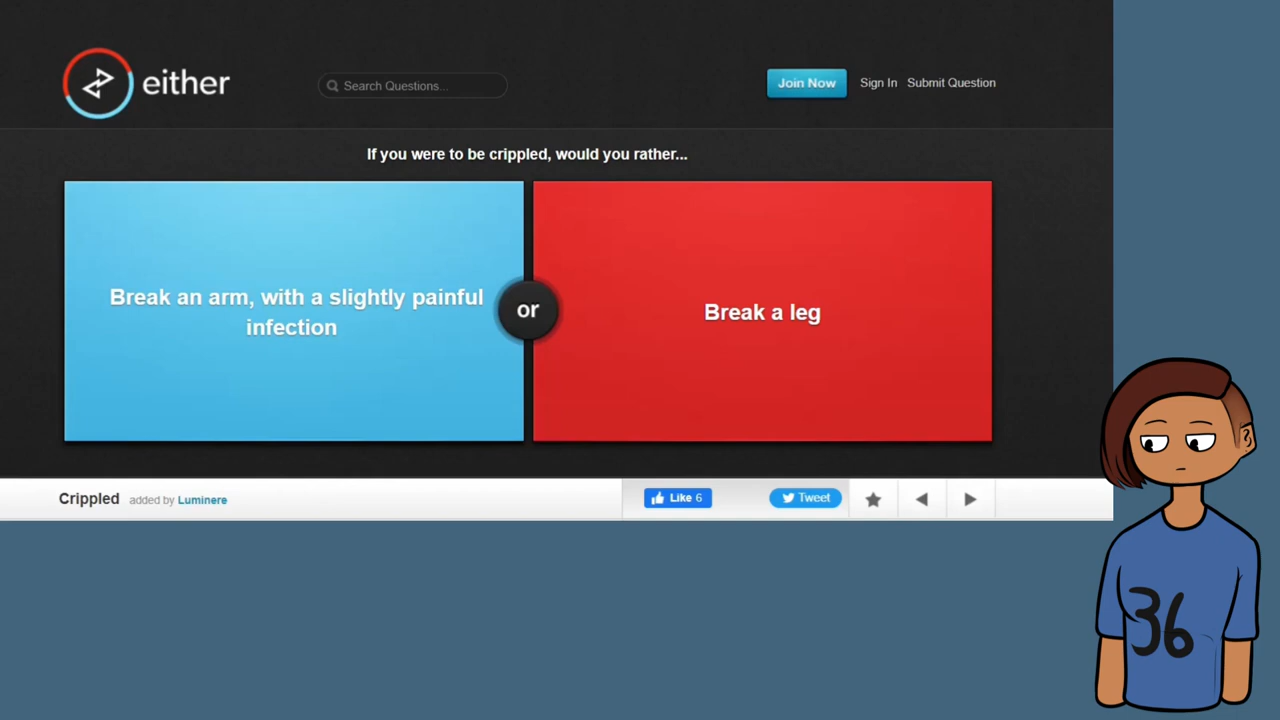 either
Search Questions...
Join Now
Sign In
Submit Question
If you were to be crippled, would you rather...
Break an arm, with a slightly painful
infection
or
Break a leg
Crippled added by Luminere
Like 6
Tweet
36